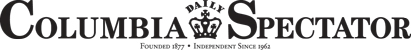 COLUMBIA DAILY SPECTATOR
FOUNDED 1877 • INDEPENDENT SINCE 1962